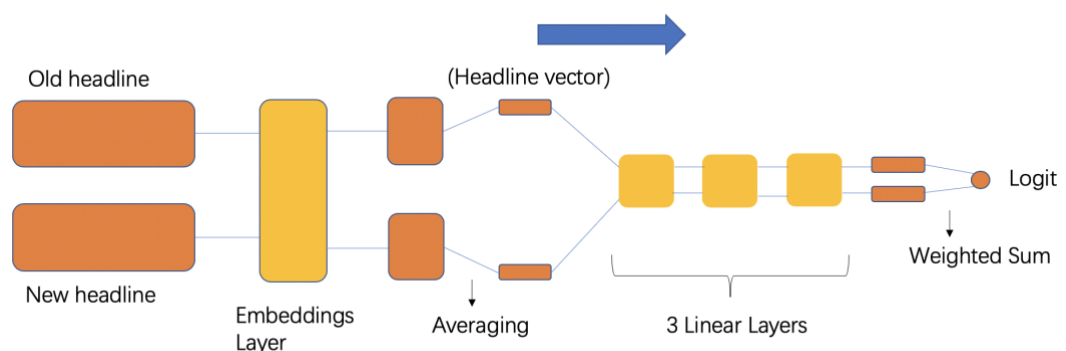 Old headline
(Headline vector)
Logit
Weighted Sum
New headline
Embeddings
Layer
Averaging
3 Linear Layers